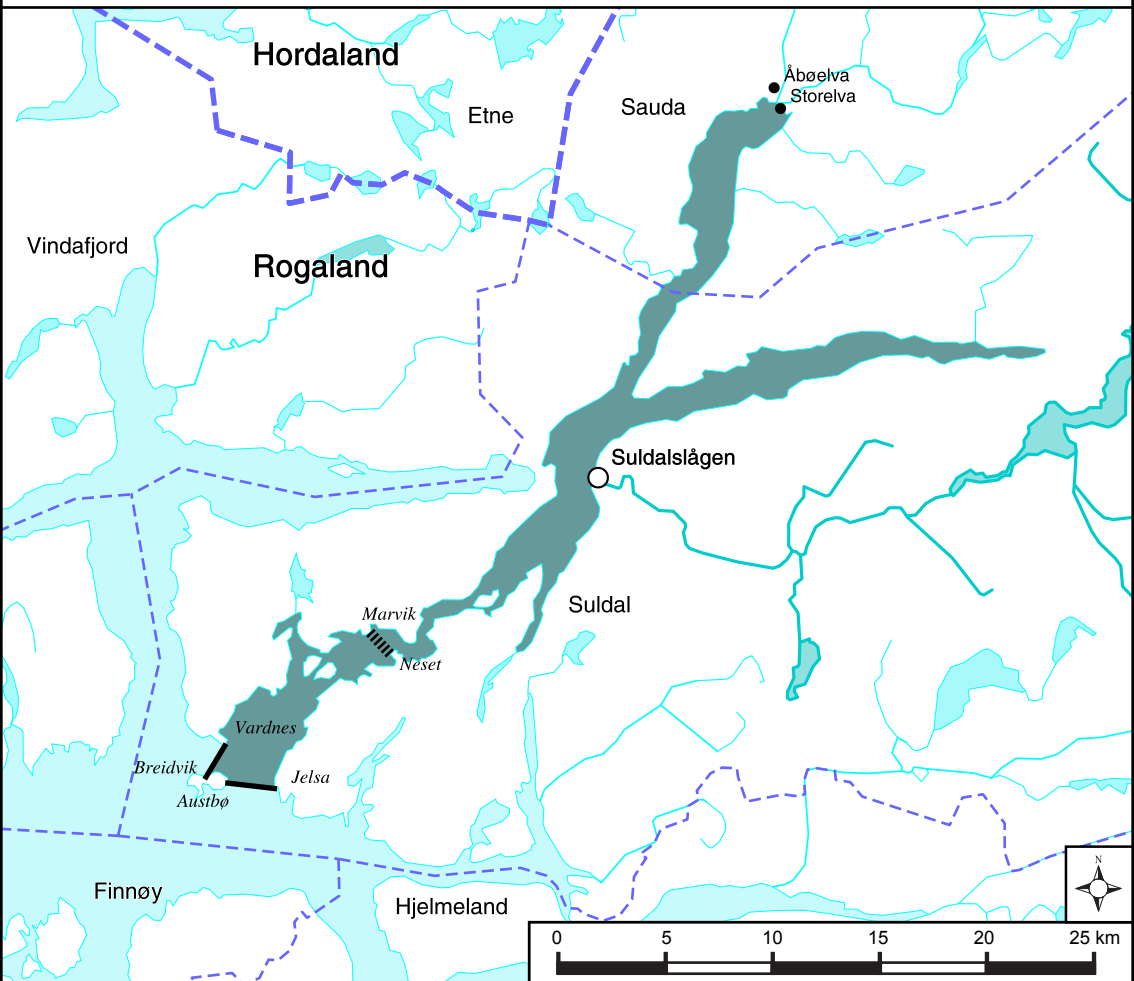 Hordaland
Åbøelva
Storelva
Sauda
Etne
Vindafjord
Rogaland
Suldalslågen
Suldal
Marvik
Neset
Vardnes
Breidvik
Jelsa
Austbø
Finnøy
Hjelmeland
N
0 5 10 15 20 25 km